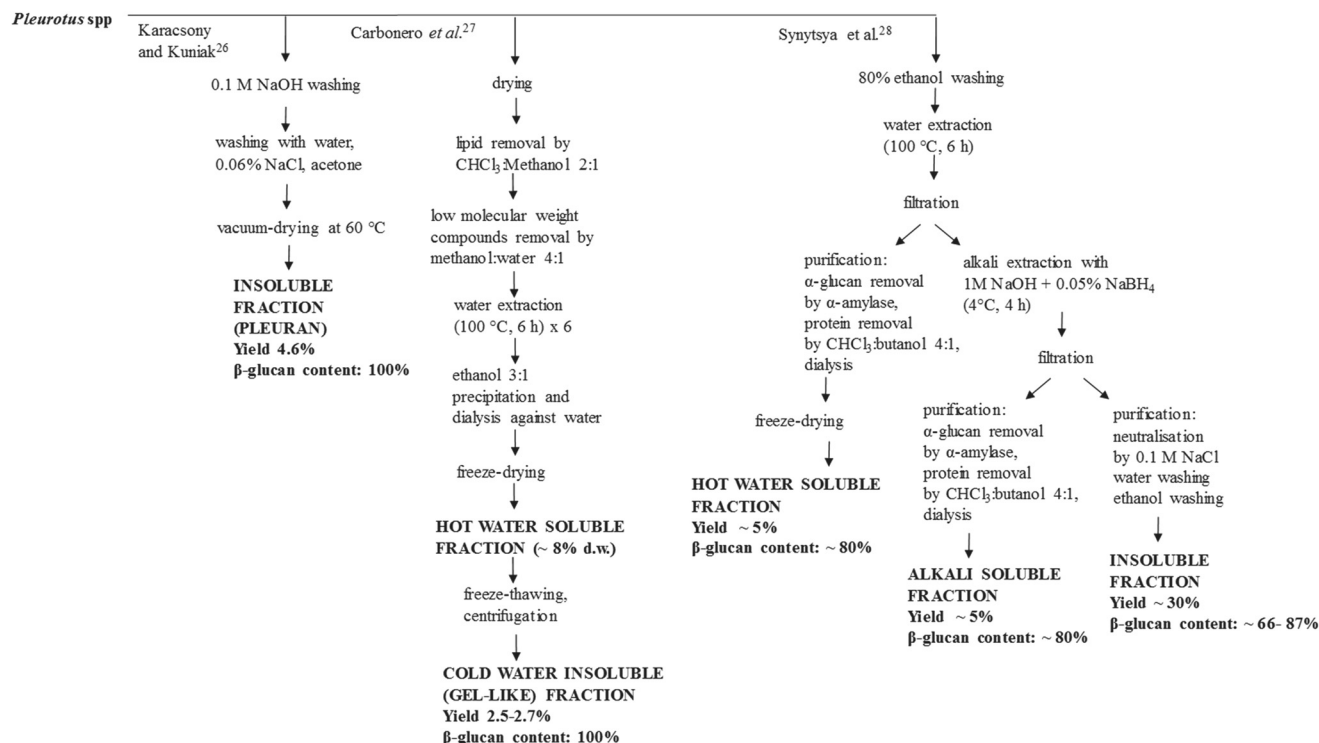 Pleurotus spp
Karacsony
and Kuniak26
0.1 M NaOH washing
washing with water,
0.06% NaCl, acetone
vacuum-drying at 60 °C
INSOLUBLE
FRACTION
(PLEURAN)
Yield 4.6%
β-glucan content: 100%
Carbonero et al.27
drying
lipid removal by
CHCl3:Methanol 2:1
low molecular weight
compounds removal by
methanol:water 4:1
water extraction
(100 °C, 6 h) x 6
ethanol 3:1
precipitation and
dialysis against water
freeze-drying
HOT WATER SOLUBLE
FRACTION (~ 8% d.w.)
freeze-thawing,
centrifugation
COLD WATER INSOLUBLE
(GEL-LIKE) FRACTION
Yield 2.5-2.7%
β-glucan content: 100%
Synytsya et al.28
80% ethanol washing
water extraction
(100 °C, 6 h)
filtration
purification:
α-glucan removal
by α-amylase,
protein removal
by CHCl3:butanol 4:1,
dialysis
freeze-drying
HOT WATER SOLUBLE
FRACTION
Yield ~ 5%
β-glucan content: ~ 80%
alkali extraction with
1M NaOH + 0.05% NaBH4
(4°C, 4 h)
filtration
purification:
α-glucan removal
by α-amylase,
protein removal
by CHCl3:butanol 4:1,
dialysis
ALKALI SOLUBLE
FRACTION
Yield ~ 5%
β-glucan content: ~ 80%
purification:
neutralisation
by 0.1 M NaCl
water washing
ethanol washing
INSOLUBLE
FRACTION
Yield ~ 30%
β-glucan content: ~ 66- 87%